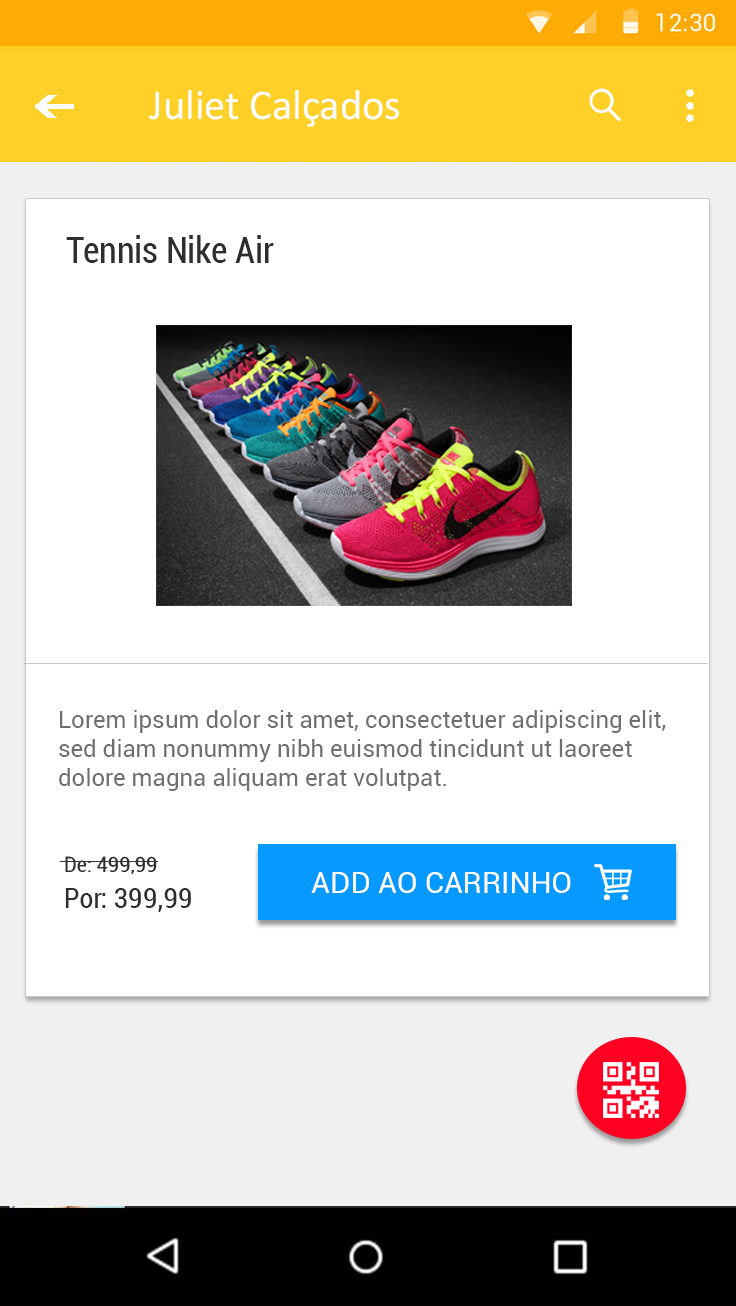 12:30
Juliet Calçados
Tennis Nike Air
Lorem ipsum dolor sit amet, consectetuer adipiscing elit,
sed diam nonummy nibh euismod tincidunt ut laoreet
dolore magna aliquam erat volutpat.
De: 499,99
Por: 399,99
ADD AO CARRINHO